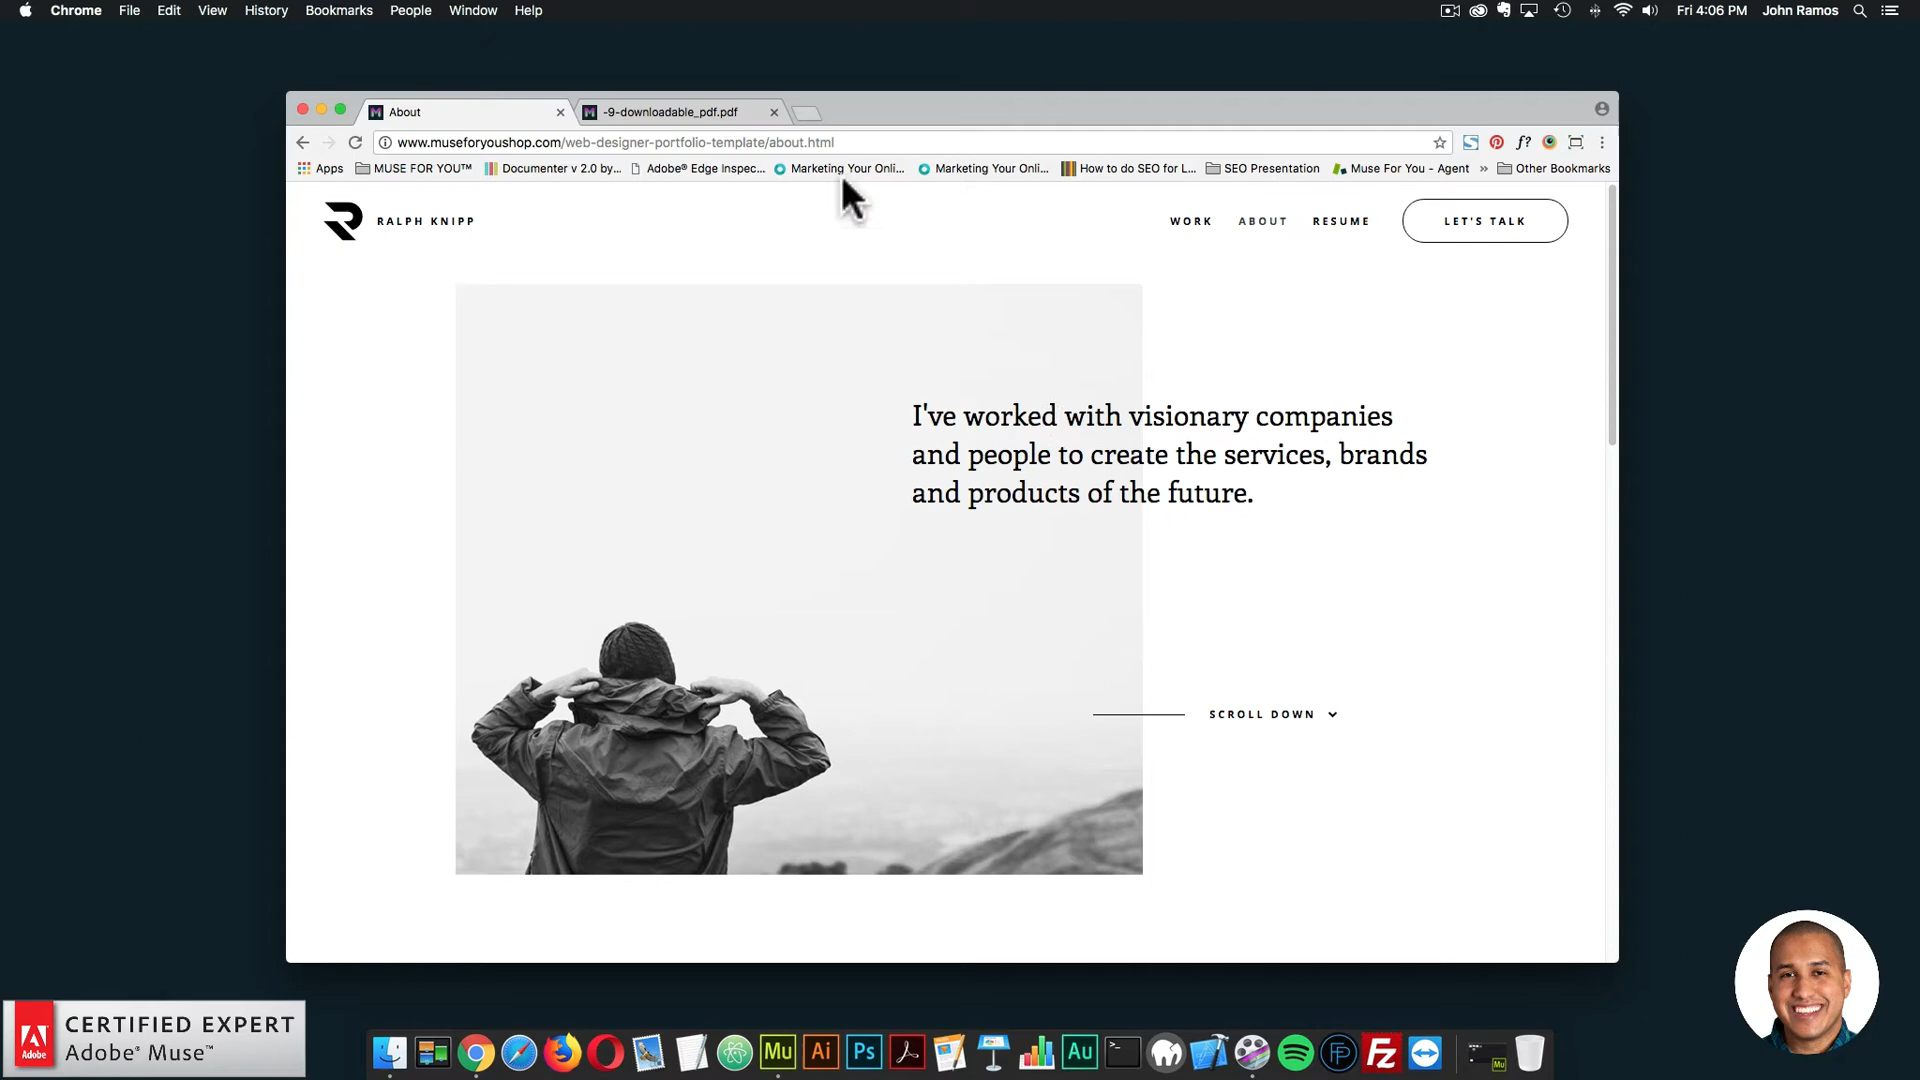 Chrome File Edit View History Bookmarks People Window Help
Fri 4:06 PM John Ramos
About
-9-downloadable_pdf.pdf
www.museforyoushop.com/web-designer-portfolio-template/about.html
Apps MUSE FOR YOU™ Documenter v 2.0 by... Adobe® Edge Inspec... Marketing Your Onli... Marketing Your Onli... How to do SEO for L... SEO Presentation Muse For You - Agent » Other Bookmarks
RALPH KNIPP
WORK ABOUT RESUME LET'S TALK
I've worked with visionary companies
and people to create the services, brands
and products of the future.
SCROLL DOWN
Adobe
CERTIFIED EXPERT
Adobe® Muse™
Mu Ai Ps Au Fz Mu